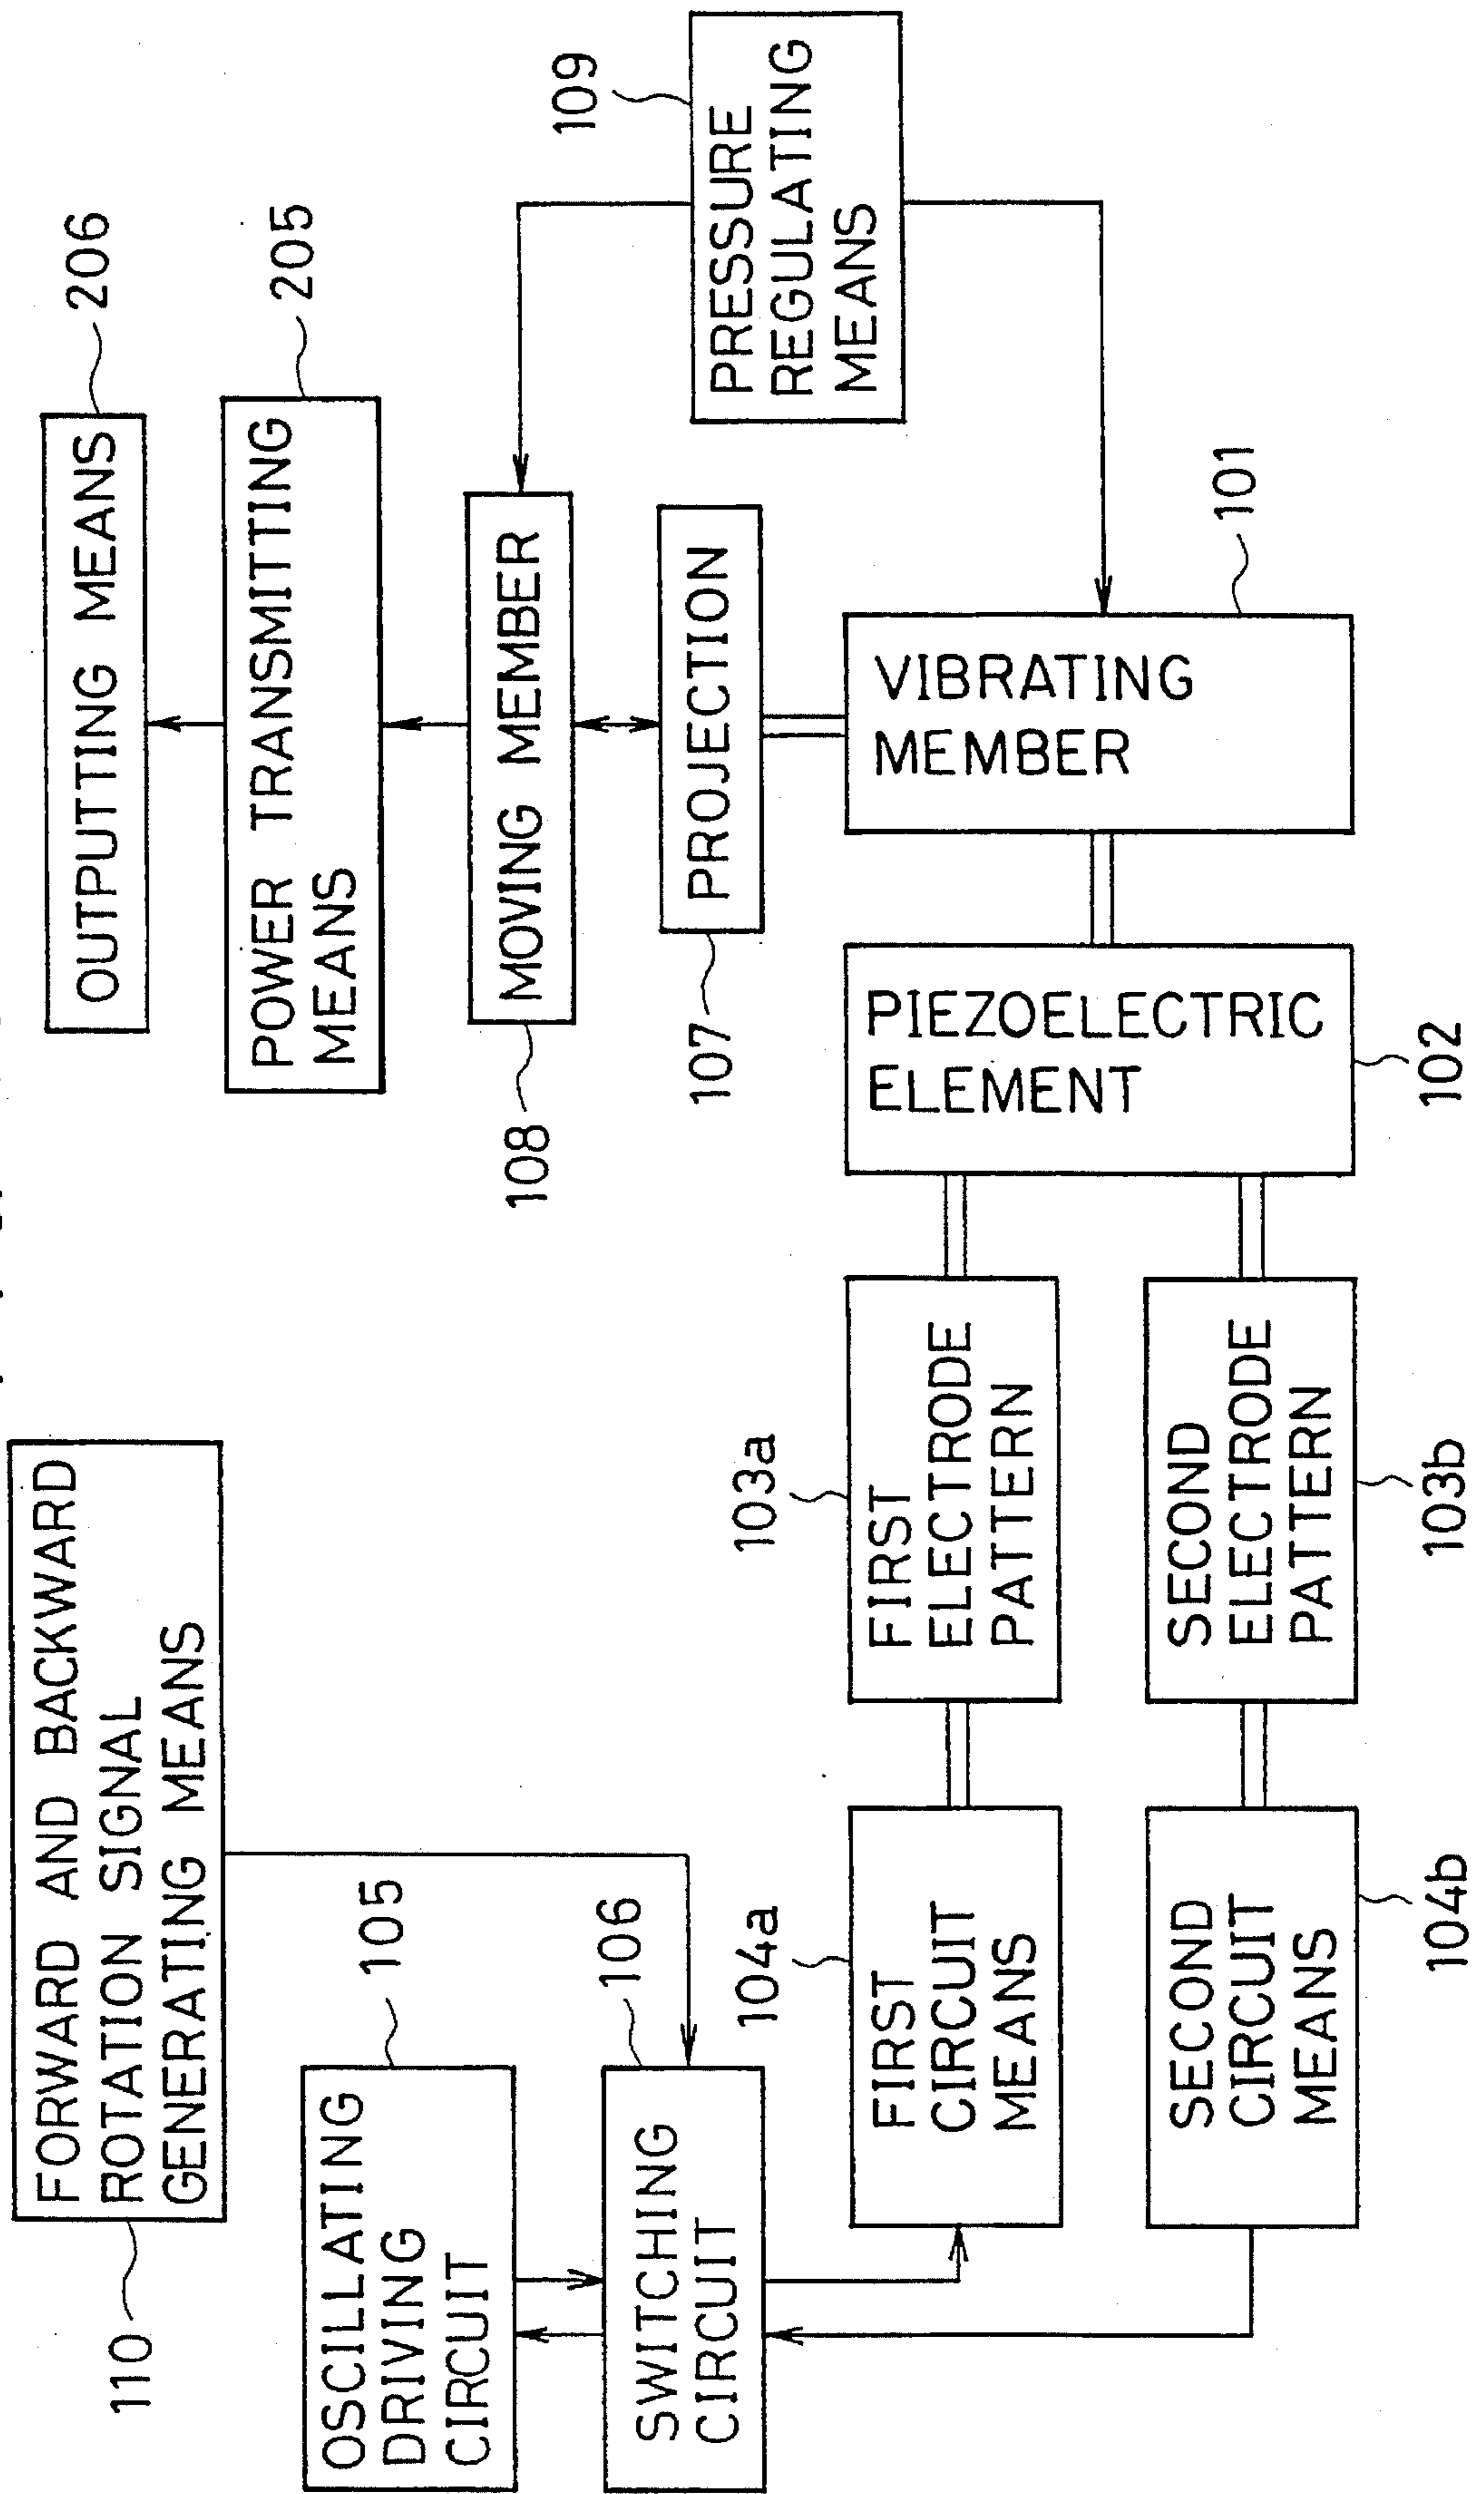 FORWARD AND BACKWARD
ROTATION SIGNAL
GENERATING MEANS
110
OSCILLATING
DRIVING
CIRCUIT
105
SWITCHING
CIRCUIT
106
FIRST
CIRCUIT
MEANS
104a
SECOND
CIRCUIT
MEANS
104b
FIRST
ELECTRODE
PATTERN
103a
SECOND
ELECTRODE
PATTERN
103b
PIEZOELECTRIC
ELEMENT
102
VIBRATING
MEMBER
101
PROJECTION
107
MOVING MEMBER
108
POWER TRANSMITTING
MEANS
205
OUTPUTTING MEANS
206
PRESSURE
REGULATING
MEANS
109